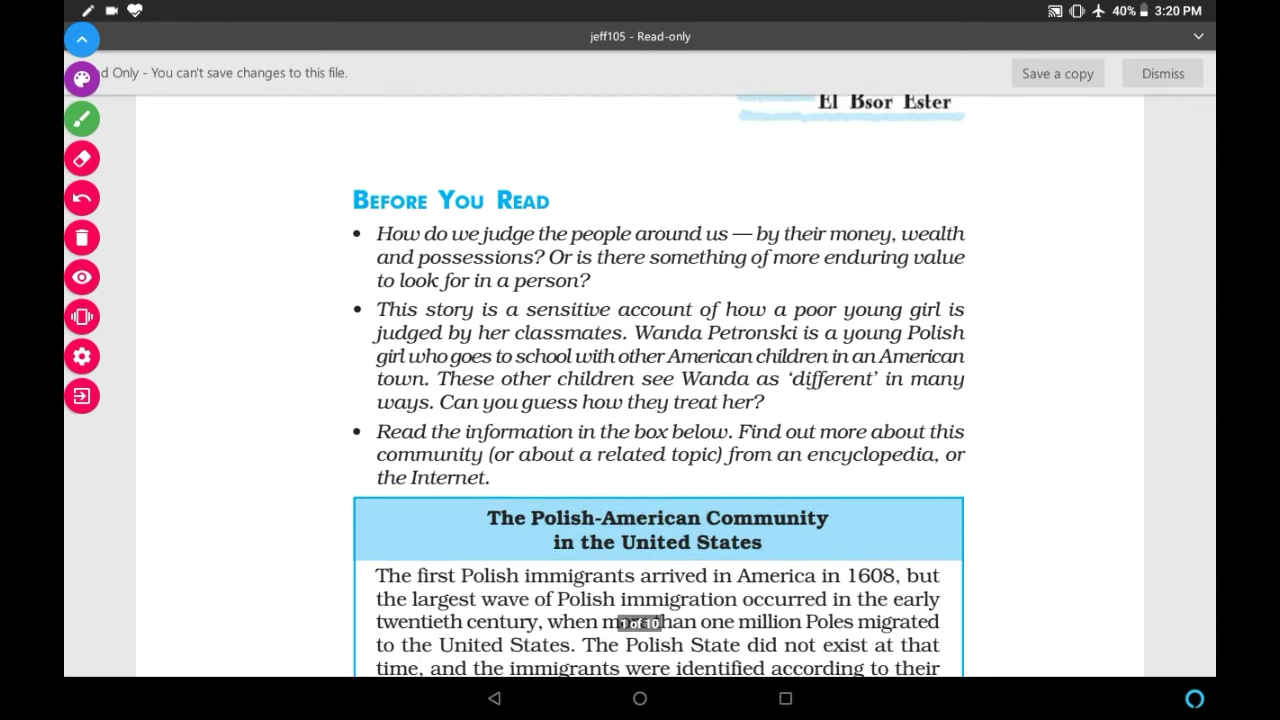 40% 3:20 PM
jeff105 - Read-only
d Only - You can't save changes to this file.
Save a copy
Dismiss
El Bsor Ester
BEFORE YOU READ
• How do we judge the people around us — by their money, wealth
and possessions? Or is there something of more enduring value
to look for in a person?
• This story is a sensitive account of how a poor young girl is
judged by her classmates. Wanda Petronski is a young Polish
girl who goes to school with other American children in an American
town. These other children see Wanda as ‘different’ in many
ways. Can you guess how they treat her?
• Read the information in the box below. Find out more about this
community (or about a related topic) from an encyclopedia, or
the Internet.
The Polish-American Community
in the United States
The first Polish immigrants arrived in America in 1608, but
the largest wave of Polish immigration occurred in the early
twentieth century, when more than one million Poles migrated
1 of 10
to the United States. The Polish State did not exist at that
time, and the immigrants were identified according to their